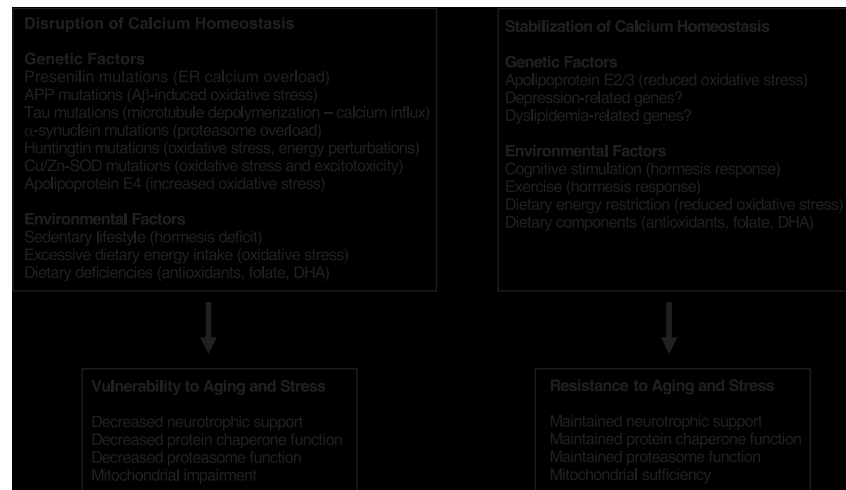 Disruption of Calcium Homeostasis
Genetic Factors
Presenilin mutations (ER calcium overload)
APP mutations (Aβ-induced oxidative stress)
Tau mutations (microtubule depolymerization – calcium influx)
α-synuclein mutations (proteasome overload)
Huntingtin mutations (oxidative stress, energy perturbations)
Cu/Zn-SOD mutations (oxidative stress and excitotoxicity)
Apolipoprotein E4 (increased oxidative stress)
Environmental Factors
Sedentary lifestyle (hormesis deficit)
Excessive dietary energy intake (oxidative stress)
Dietary deficiencies (antioxidants, folate, DHA)
Vulnerability to Aging and Stress
Decreased neurotrophic support
Decreased protein chaperone function
Decreased proteasome function
Mitochondrial impairment
Stabilization of Calcium Homeostasis
Genetic Factors
Apolipoprotein E2/3 (reduced oxidative stress)
Depression-related genes?
Dyslipidemia-related genes?
Environmental Factors
Cognitive stimulation (hormesis response)
Exercise (hormesis response)
Dietary energy restriction (reduced oxidative stress)
Dietary components (antioxidants, folate, DHA)
Resistance to Aging and Stress
Maintained neurotrophic support
Maintained protein chaperone function
Maintained proteasome function
Mitochondrial sufficiency